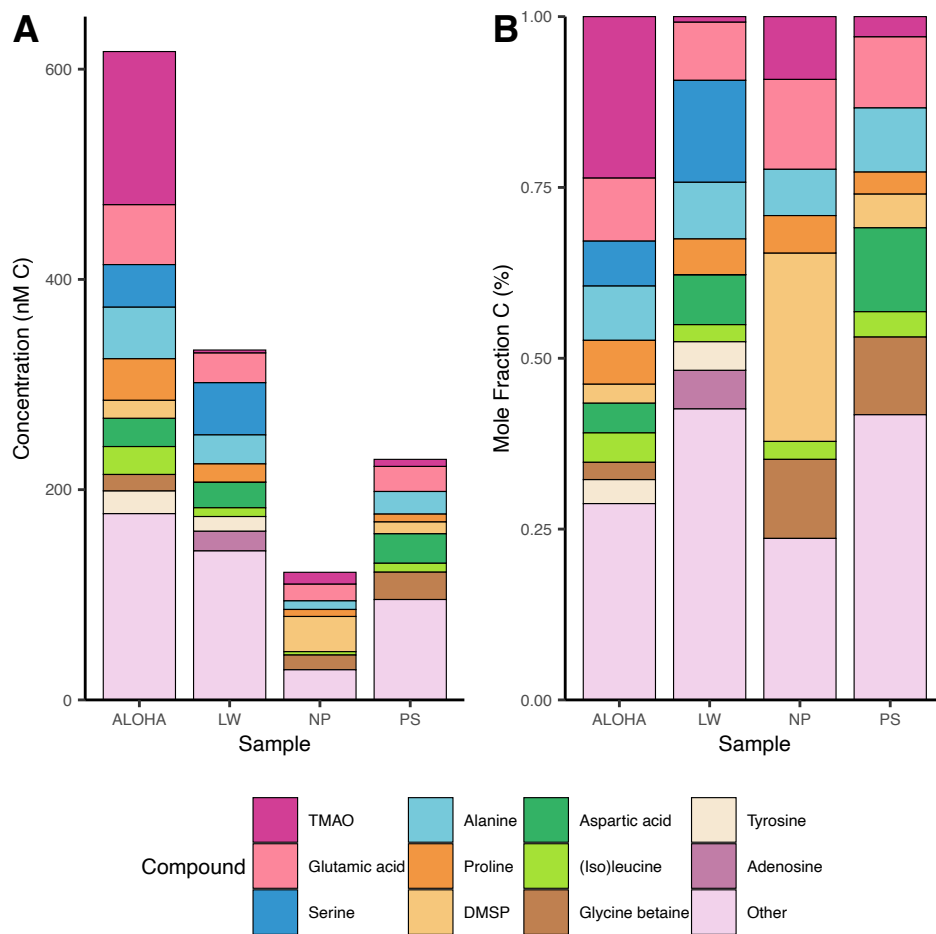 A
Concentration (nM C)
600
400
200
0
ALOHA LW NP PS
Sample
B
Mole Fraction C (%)
1.00
0.75
0.50
0.25
0.00
ALOHA LW NP PS
Sample
Compound
TMAO Alanine Aspartic acid Tyrosine
Glutamic acid Proline (Iso)leucine Adenosine
Serine DMSP Glycine betaine Other